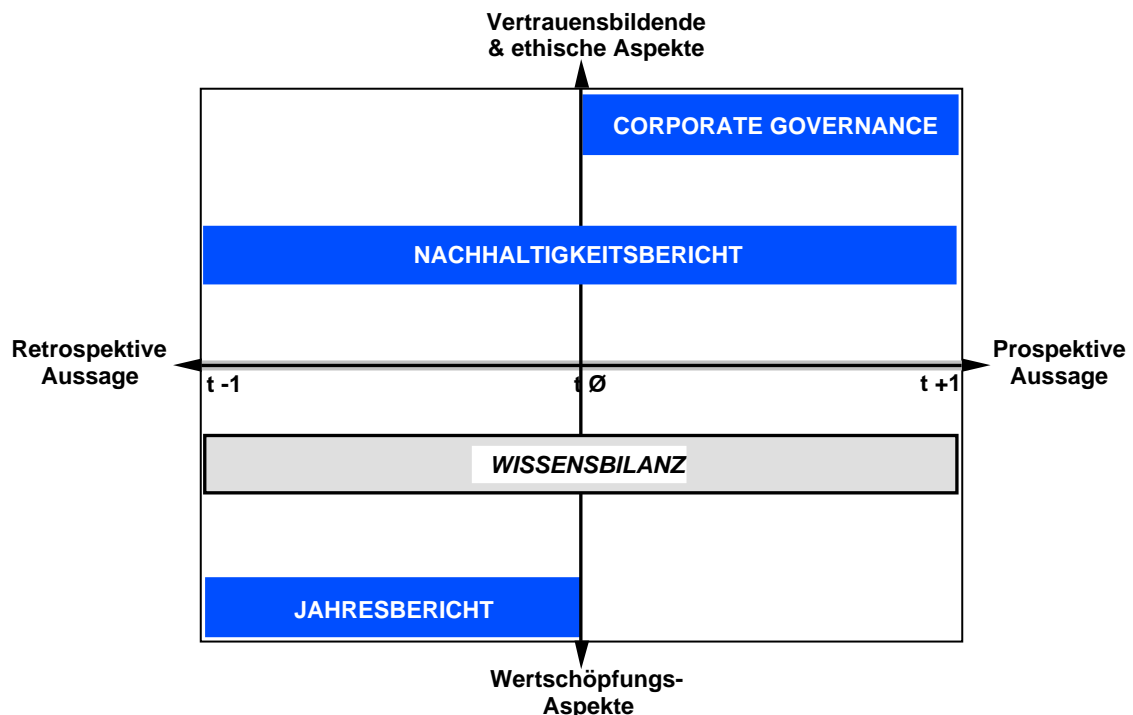 Vertrauensbildende
& ethische Aspekte
CORPORATE GOVERNANCE
NACHHALTIGKEITSBERICHT
Retrospektive
Aussage
Prospektive
Aussage
t -1
t Ø
t +1
WISSENSBILANZ
JAHRESBERICHT
Wertschöpfungs-
Aspekte